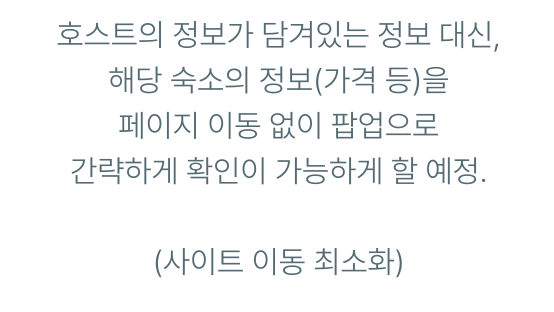 호스트의 정보가 담겨있는 정보 대신,
해당 숙소의 정보(가격 등)을
페이지 이동 없이 팝업으로
간략하게 확인이 가능하게 할 예정.
(사이트 이동 최소화)